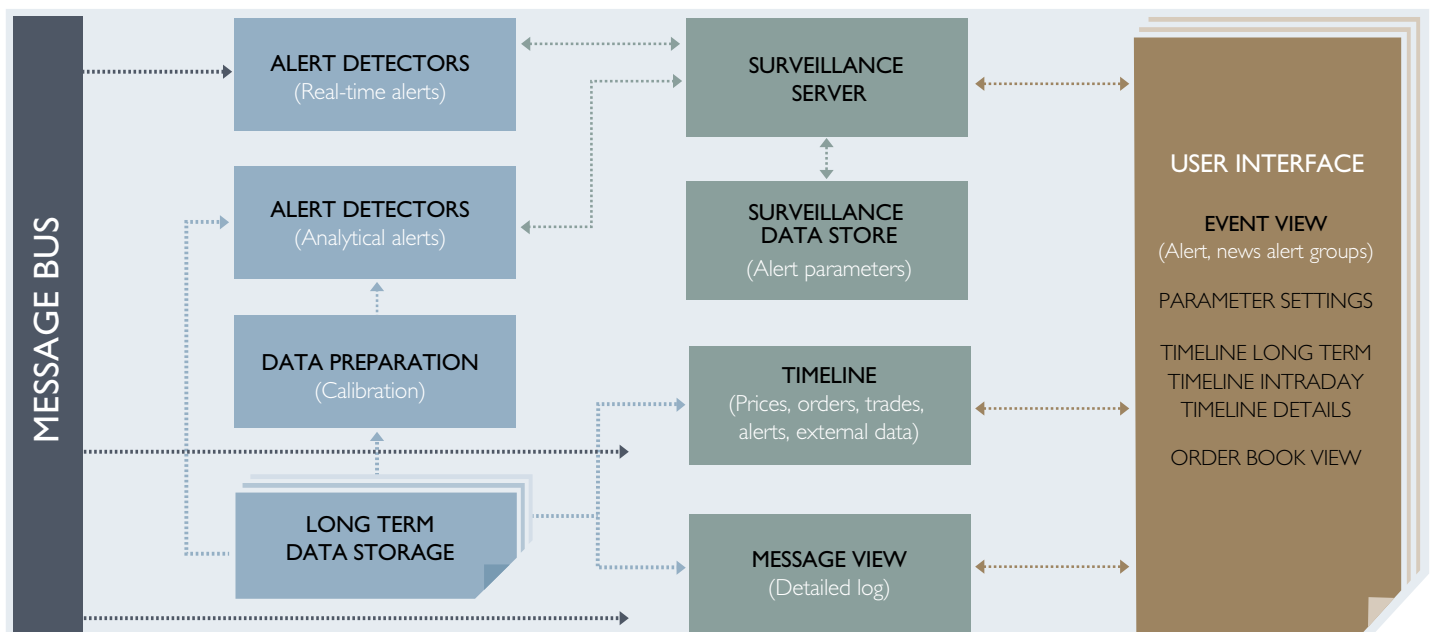 MESSAGE BUS
ALERT DETECTORS
(Real-time alerts)
ALERT DETECTORS
(Analytical alerts)
DATA PREPARATION
(Calibration)
LONG TERM
DATA STORAGE
SURVEILLANCE
SERVER
SURVEILLANCE
DATA STORE
(Alert parameters)
TIMELINE
(Prices, orders, trades,
alerts, external data)
MESSAGE VIEW
(Detailed log)
USER INTERFACE
EVENT VIEW
(Alert, news alert groups)
PARAMETER SETTINGS
TIMELINE LONG TERM
TIMELINE INTRADAY
TIMELINE DETAILS
ORDER BOOK VIEW